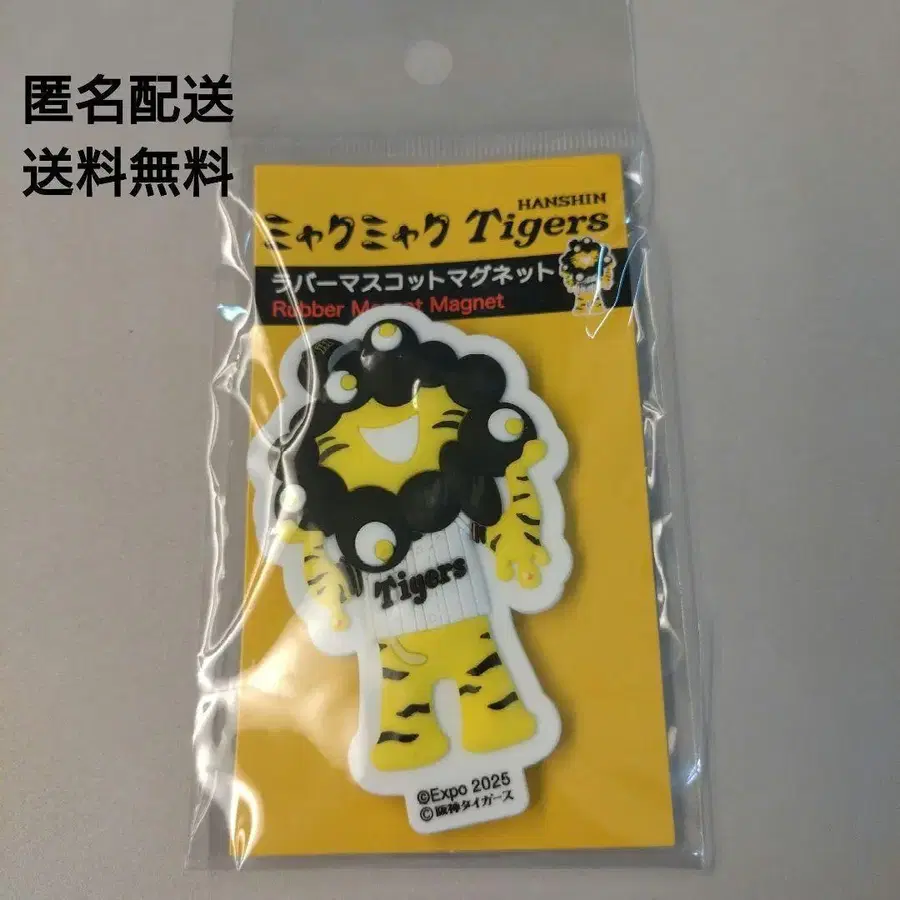 匿名配送
送料無料
HANSHIN
ミャクミャク Tigers
ラバーマスコットマグネット
Rubber Magnet
Tigers
©Expo 2025
©阪神タイガース